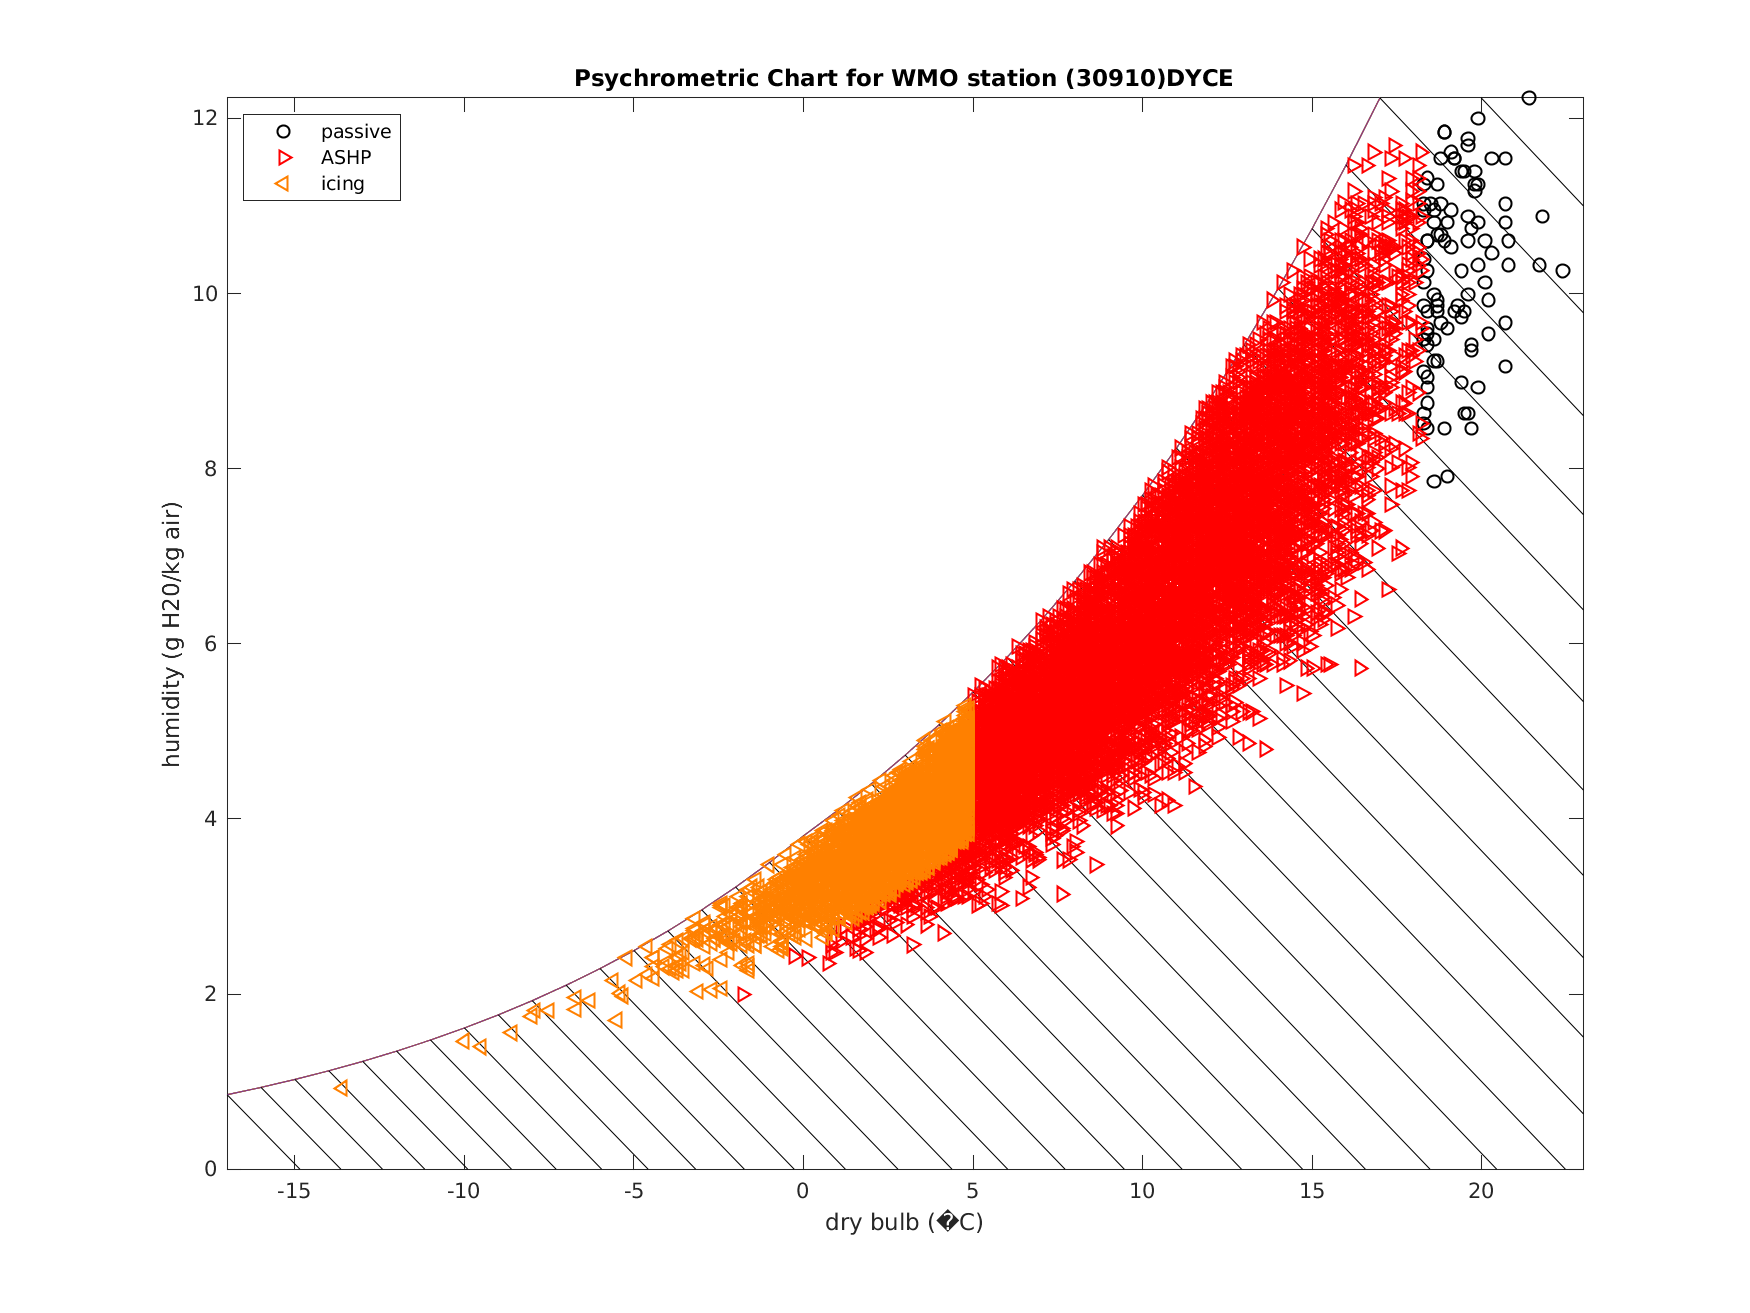 Psychrometric Chart for WMO station (30910)DYCE
passive
ASHP
icing
humidity (g H20/kg air)
12
10
8
6
4
2
0
-15 -10 -5 0 5 10 15 20
dry bulb (�C)